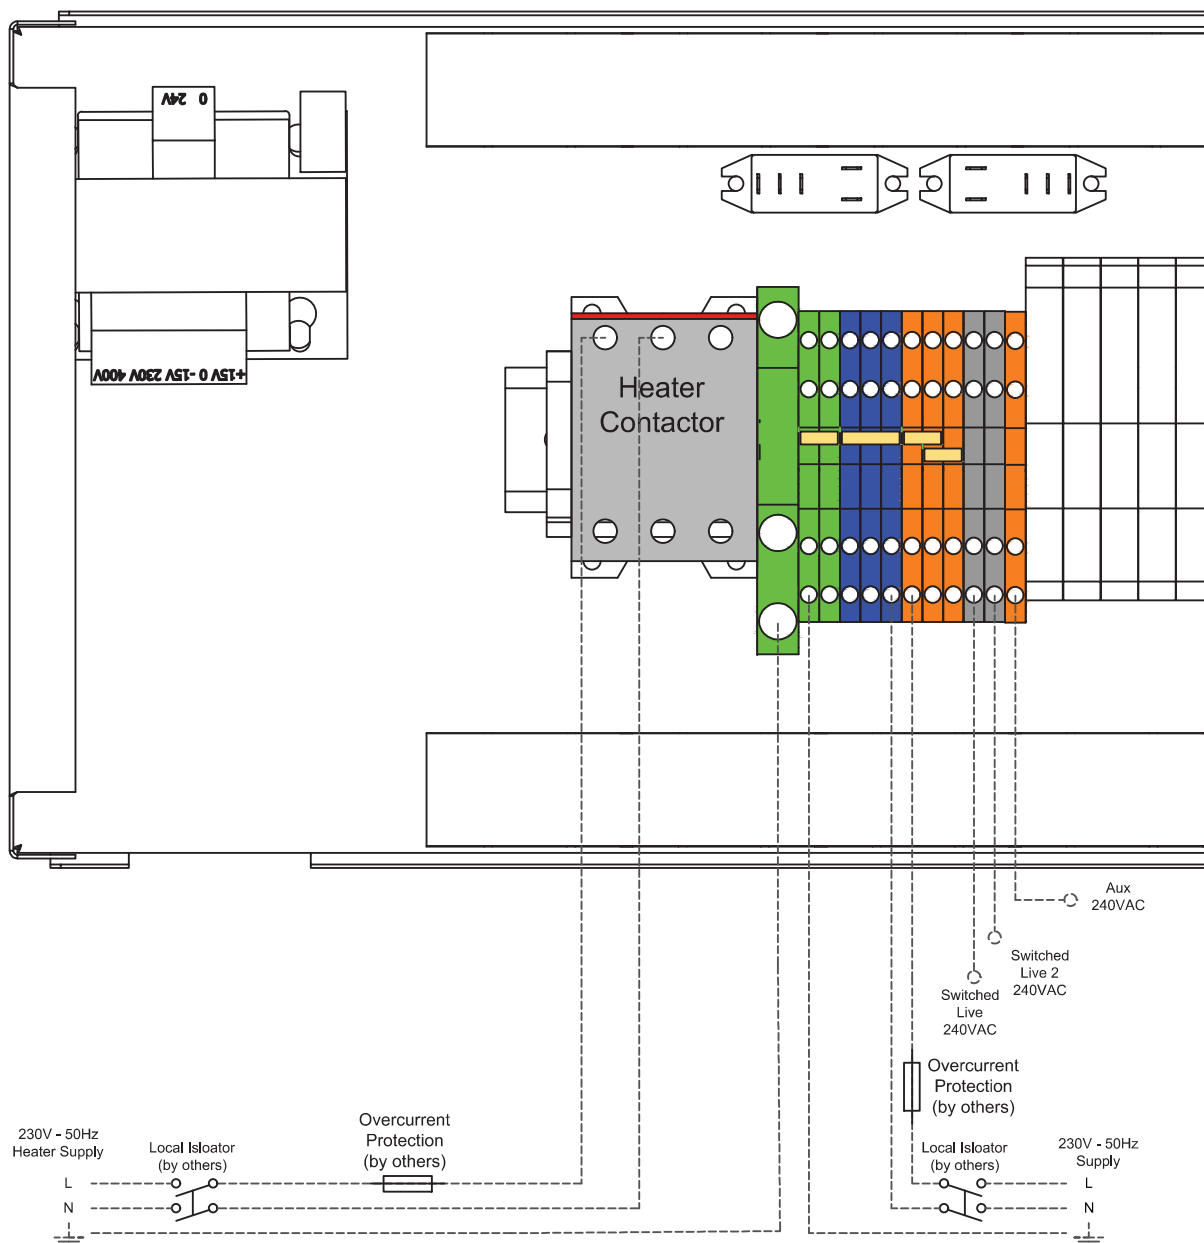 0 24V
+15V 0 -15V 230V 400V
Heater
Contactor
Aux
240VAC
Switched
Live 2
240VAC
Switched
Live
240VAC
Overcurrent
Protection
(by others)
Overcurrent
Protection
(by others)
230V - 50Hz
Heater Supply
Local Isloator
(by others)
L
N
Local Isloator
(by others)
230V - 50Hz
Supply
L
N